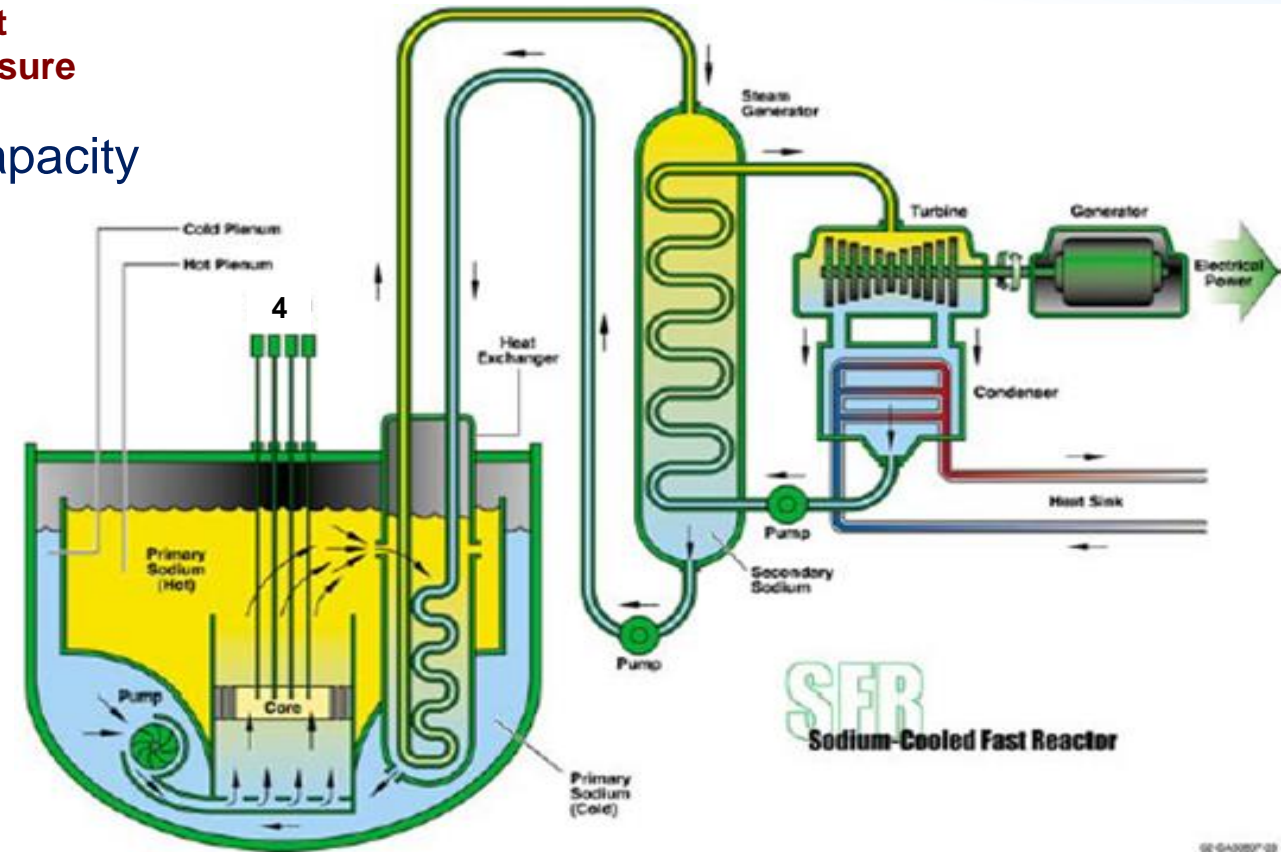 t
sure
apacity
Cold Plenum
Hot Plenum
4
Heat
Exchanger
Steam
Generator
Turbine
Generator
Electrical
Power
Condenser
Heat Sink
Pump
Secondary
Sodium
Pump
Primary
Sodium
(Hot)
Pump
Core
Primary
Sodium
(Cold)
SFR
Sodium-Cooled Fast Reactor